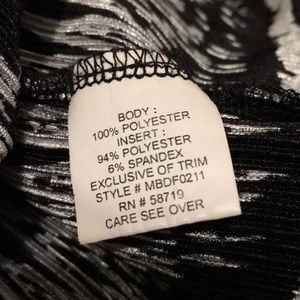 BODY :
100% POLYESTER
INSERT :
94% POLYESTER
6% SPANDEX
EXCLUSIVE OF TRIM
STYLE # MBDF0211
RN # 58719
CARE SEE OVER